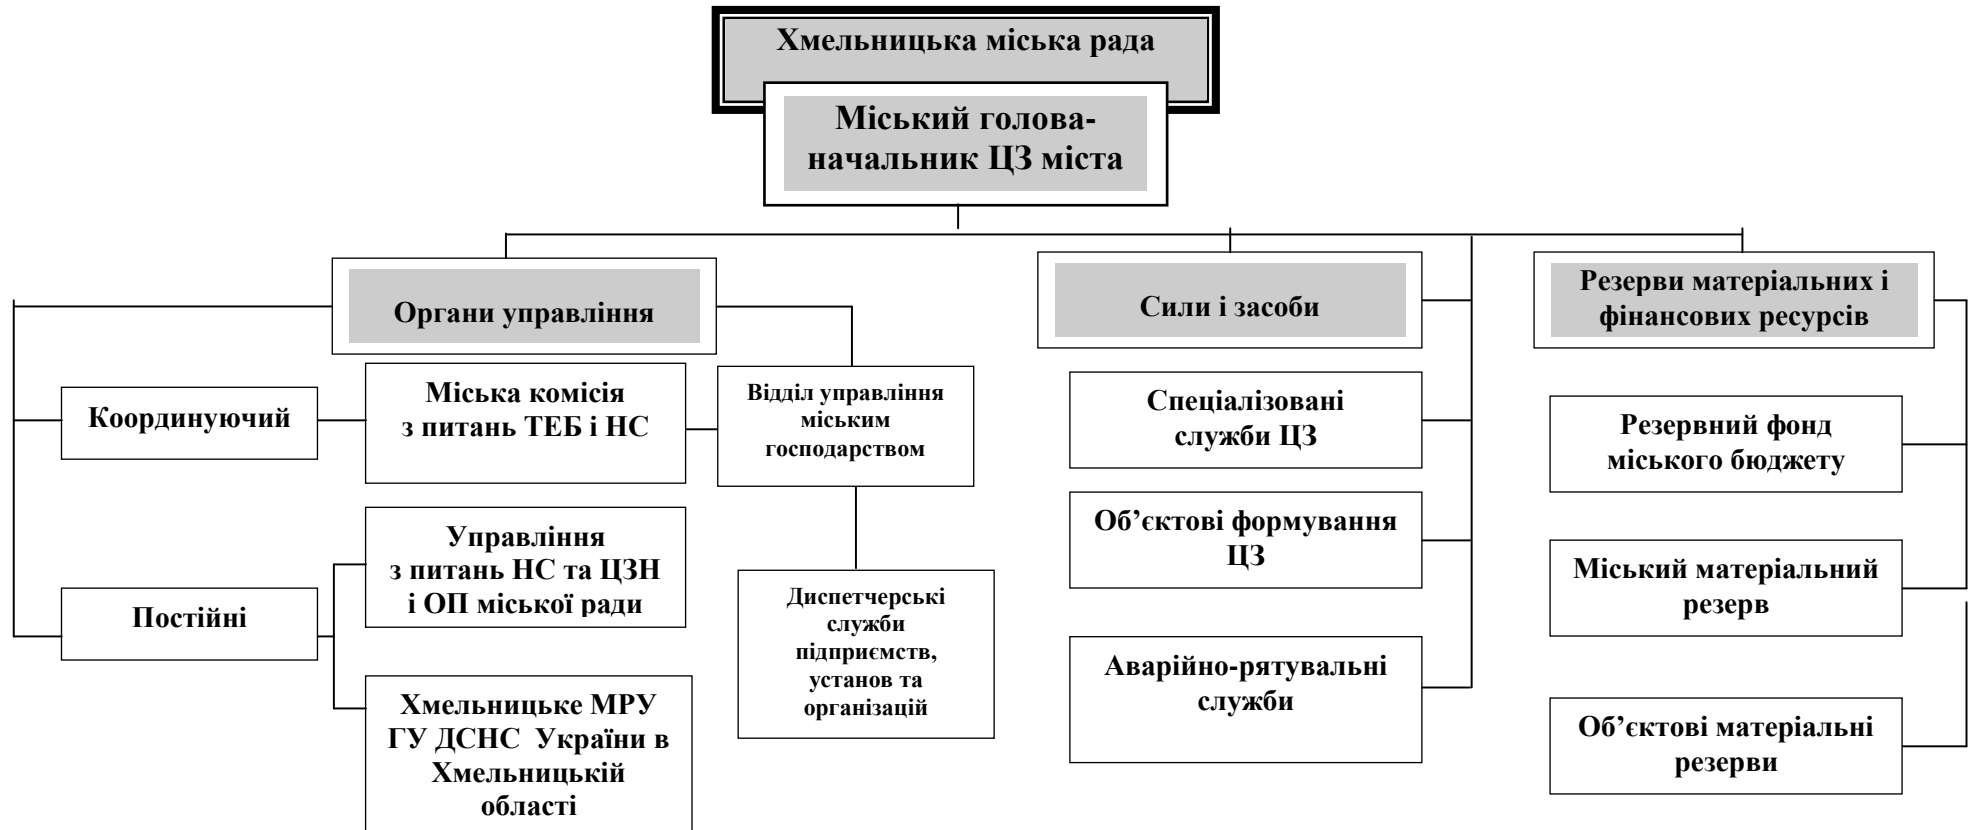 Хмельницька міська рада
Міський голова-
начальник ЦЗ міста
Органи управління
Сили і засоби
Резерви матеріальних і
фінансових ресурсів
Координуючий
Міська комісія
з питань ТЕБ і НС
Відділ управління
міським
господарством
Спеціалізовані
служби ЦЗ
Резервний фонд
міського бюджету
Постійні
Управління
з питань НС та ЦЗН
і ОП міської ради
Об’єктові формування
ЦЗ
Міський матеріальний
резерв
Диспетчерські
служби
підприємств,
установ та
організацій
Аварійно-рятувальні
служби
Хмельницьке МРУ
ГУ ДСНС України в
Хмельницькій
області
Об’єктові матеріальні
резерви